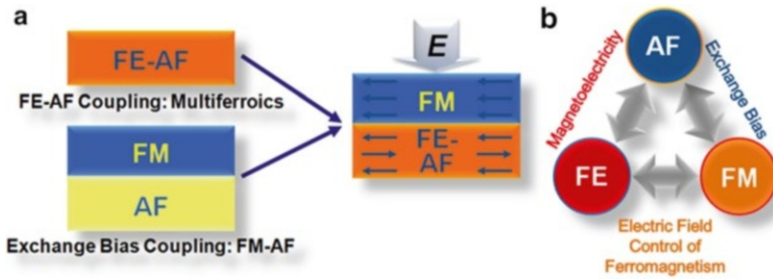 a
FE-AF
FE-AF Coupling: Multiferroics
FM
AF
Exchange Bias Coupling: FM-AF
E
FM
FE-
AF
b
AF
Magnetoelectricity
Exchange Bias
FE
FM
Electric Field
Control of
Ferromagnetism